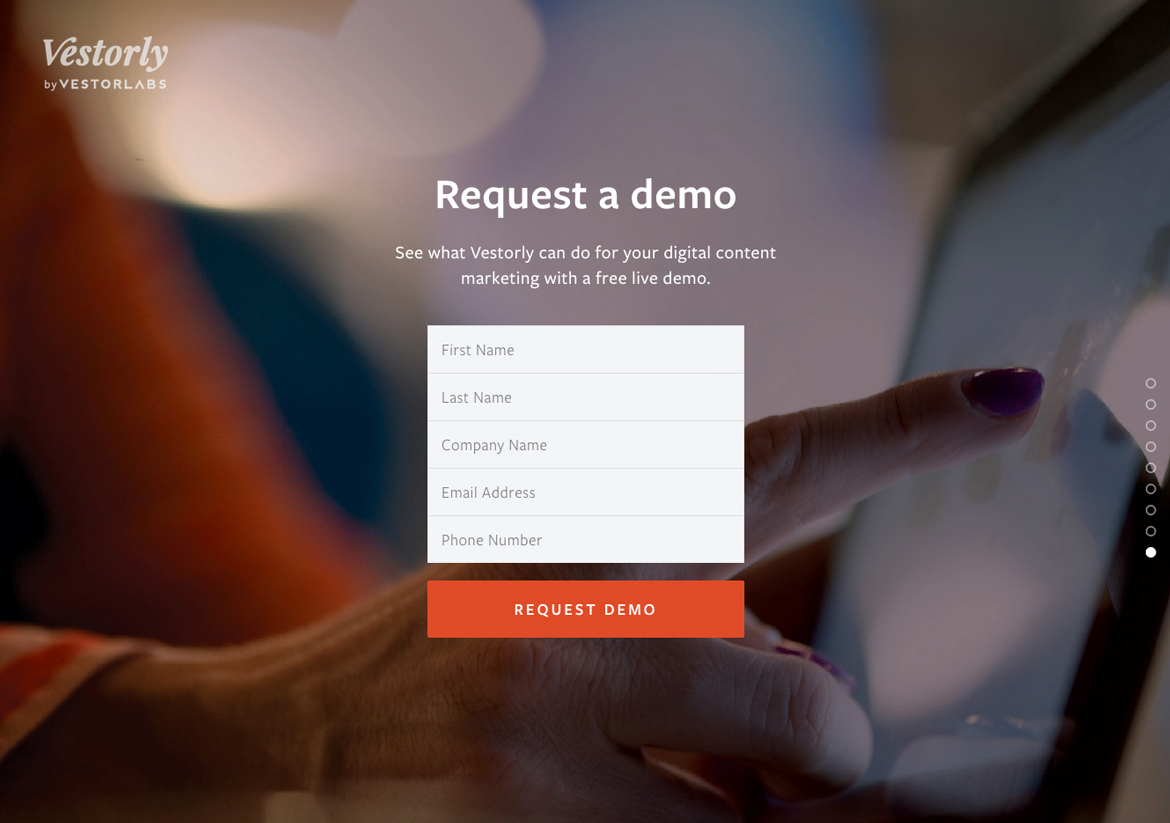 Vestorly
by VESTORLABS
Request a demo
See what Vestorly can do for your digital content
marketing with a free live demo.
First Name
Last Name
Company Name
Email Address
Phone Number
REQUEST DEMO